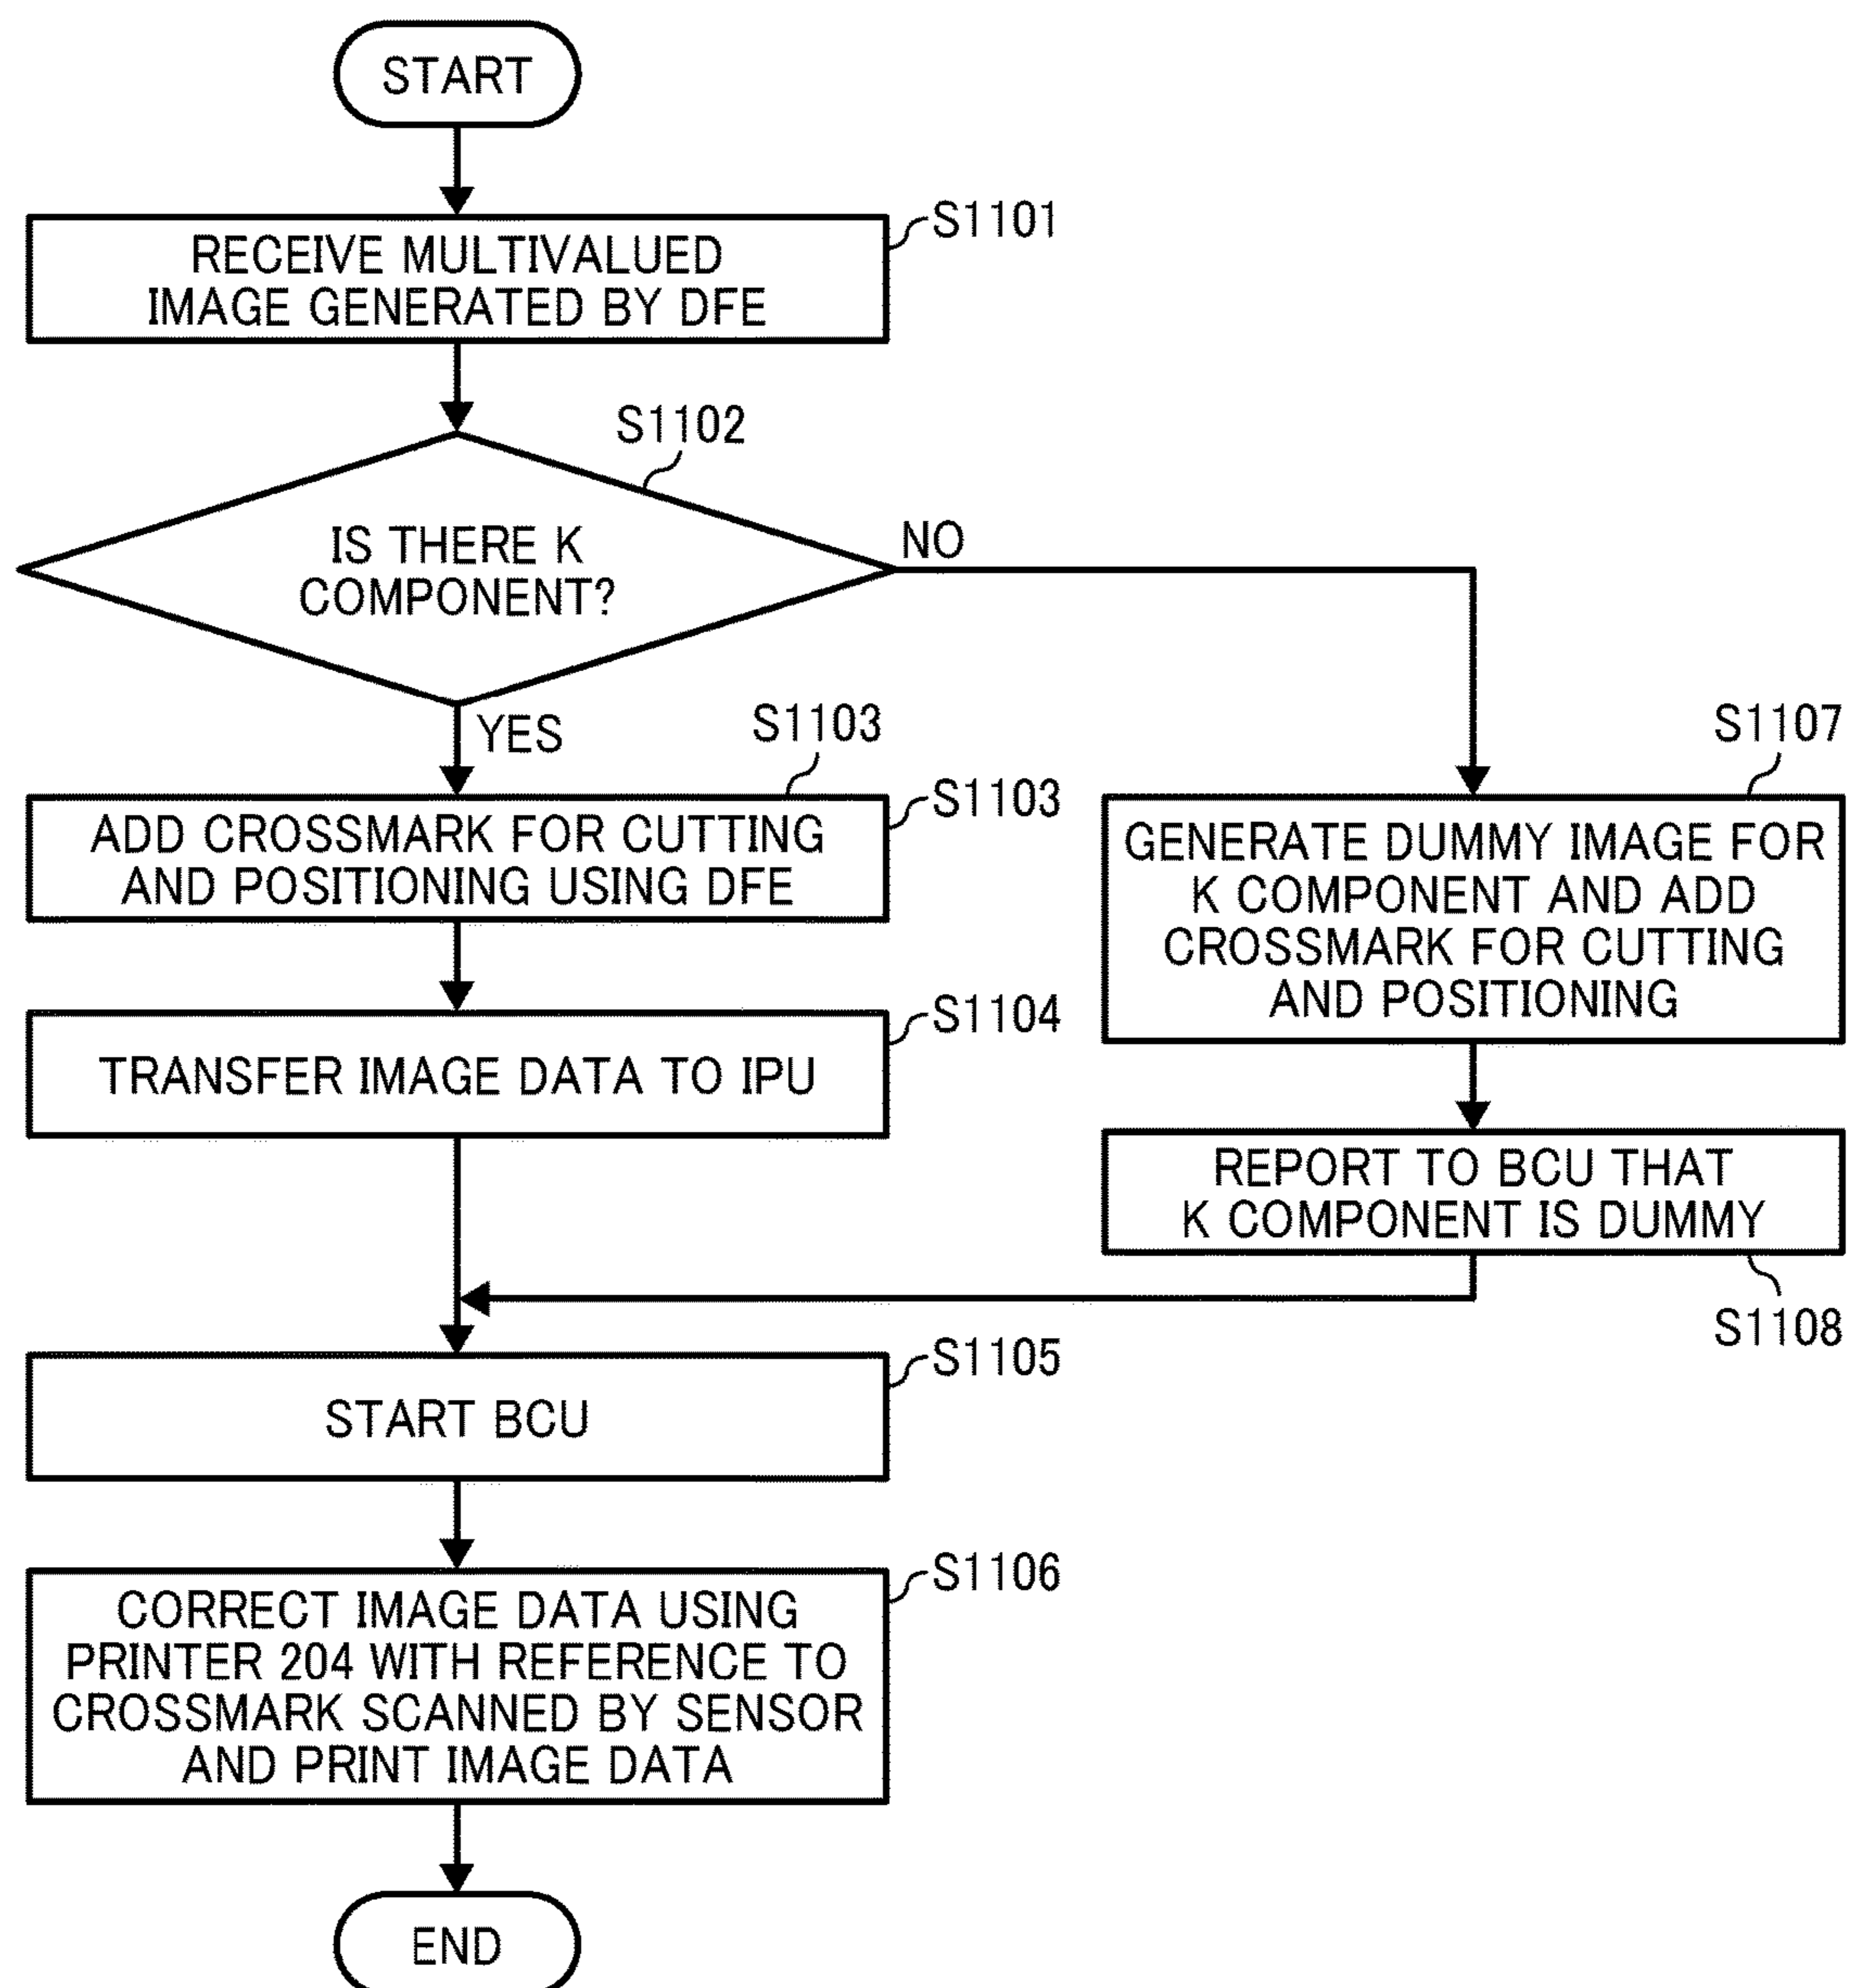 START
S1101
RECEIVE MULTIVALUED
IMAGE GENERATED BY DFE
S1102
IS THERE K
COMPONENT?
NO
YES
S1103
S1103
ADD CROSSMARK FOR CUTTING
AND POSITIONING USING DFE
S1104
TRANSFER IMAGE DATA TO IPU
S1107
GENERATE DUMMY IMAGE FOR
K COMPONENT AND ADD
CROSSMARK FOR CUTTING
AND POSITIONING
REPORT TO BCU THAT
K COMPONENT IS DUMMY
S1108
S1105
START BCU
S1106
CORRECT IMAGE DATA USING
PRINTER 204 WITH REFERENCE TO
CROSSMARK SCANNED BY SENSOR
AND PRINT IMAGE DATA
END